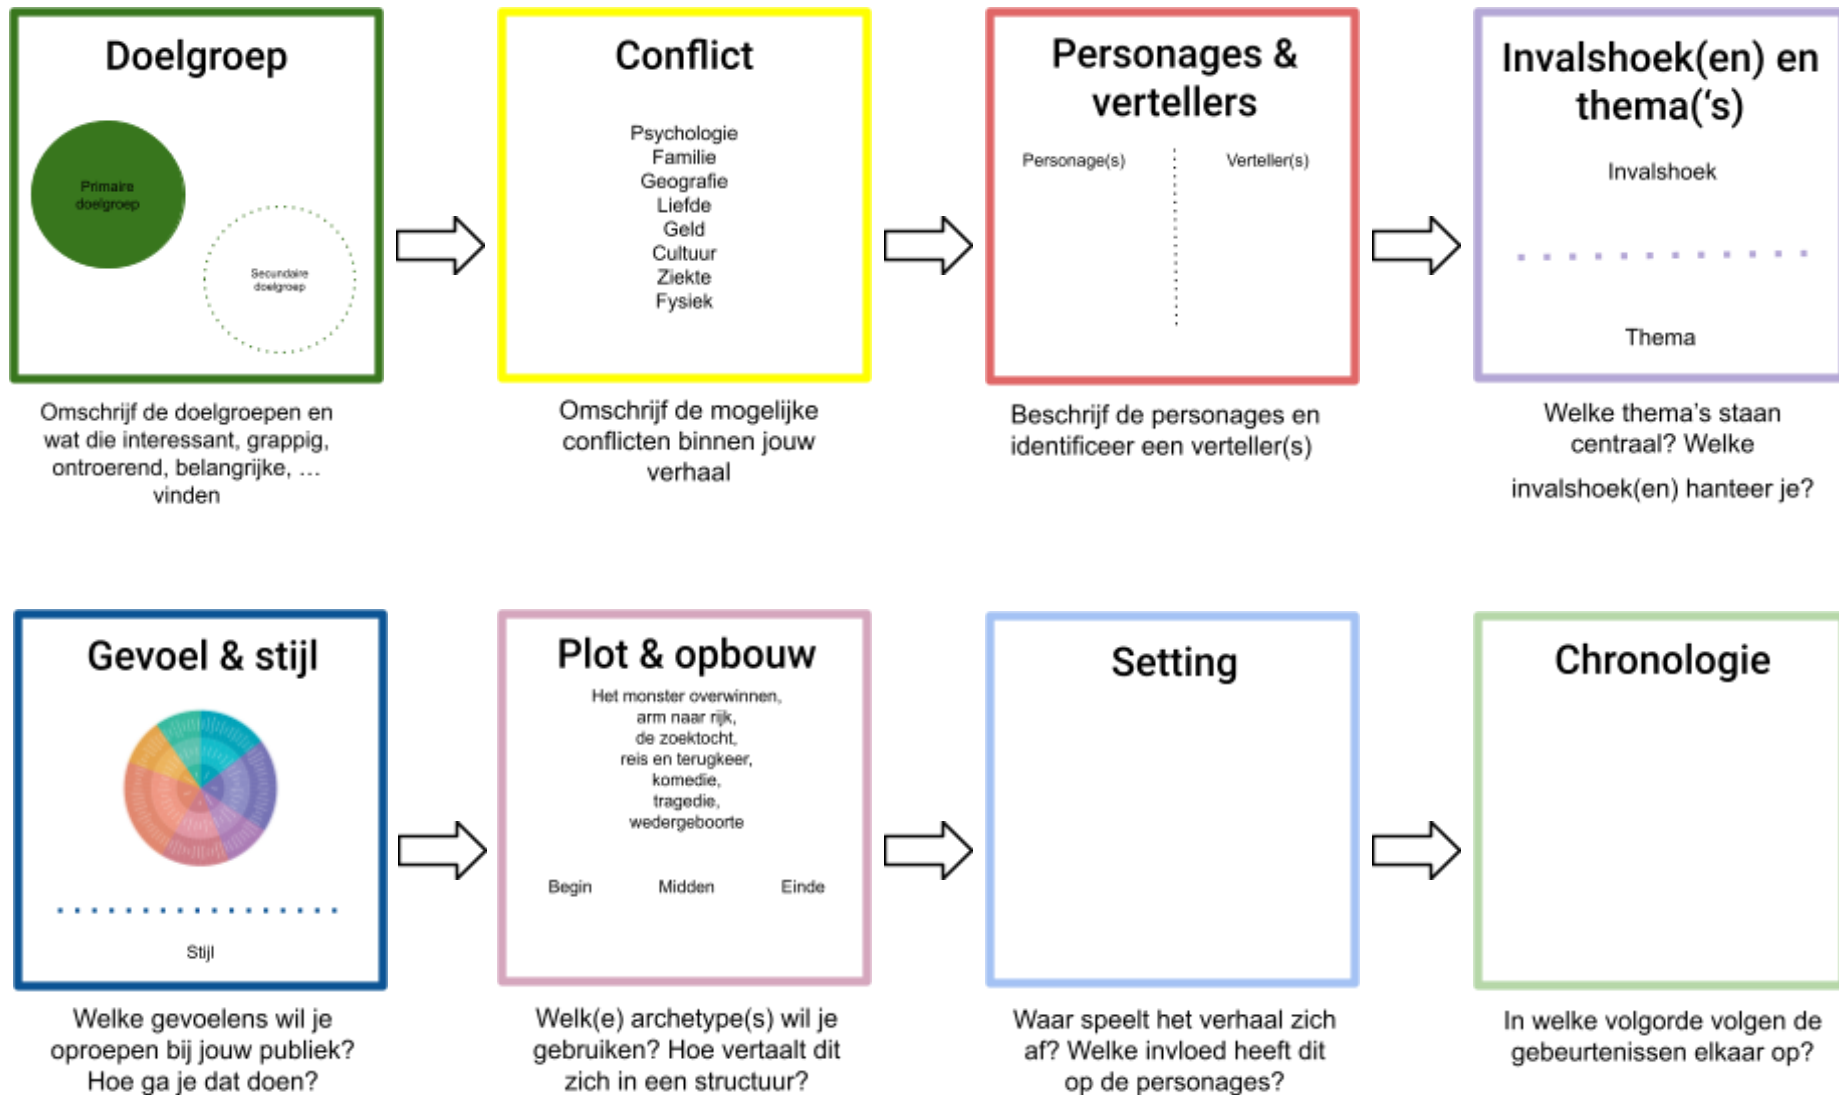 Doelgroep
Primaire
doelgroep
Secundaire
doelgroep
Omschrijf de doelgroepen en
wat die interessant, grappig,
ontroerend, belangrijke, ...
vinden
Conflict
Psychologie
Familie
Geografie
Liefde
Geld
Cultuur
Ziekte
Fysiek
Omschrijf de mogelijke
conflicten binnen jouw
verhaal
Personages &
vertellers
Personage(s)
Verteller(s)
Beschrijf de personages en
identificeer een verteller(s)
Invalshoek(en) en
thema(‘s)
Invalshoek
Thema
Welke thema’s staan
centraal? Welke
invalshoek(en) hanteer je?
Gevoel & stijl
Stijl
Welke gevoelens wil je
oproepen bij jouw publiek?
Hoe ga je dat doen?
Plot & opbouw
Het monster overwinnen,
arm naar rijk,
de zoektocht,
reis en terugkeer,
komedie,
tragedie,
wedergeboorte
Begin
Midden
Einde
Welk(e) archetype(s) wil je
gebruiken? Hoe vertaalt dit
zich in een structuur?
Setting
Waar speelt het verhaal zich
af? Welke invloed heeft dit
op de personages?
Chronologie
In welke volgorde volgen de
gebeurtenissen elkaar op?